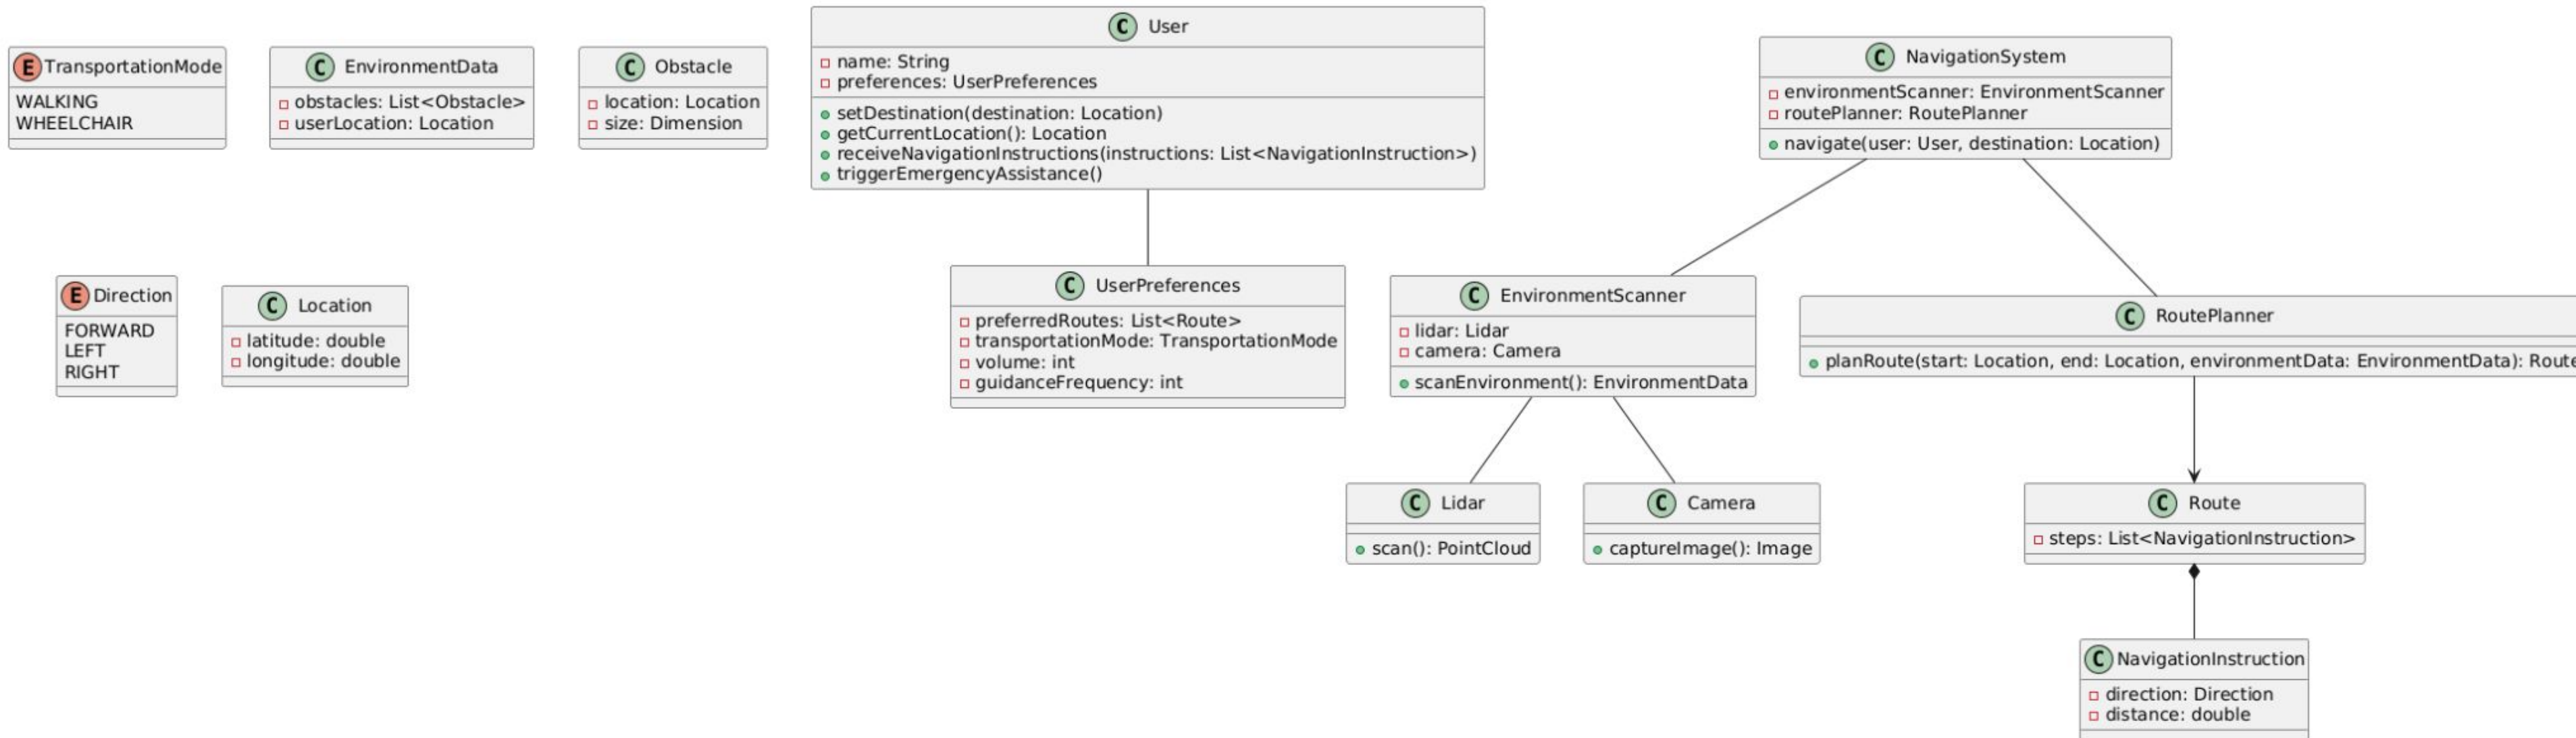 E TransportationMode
WALKING
WHEELCHAIR
C EnvironmentData
obstacles: List<Obstacle>
userLocation: Location
C Obstacle
location: Location
size: Dimension
C User
name: String
preferences: UserPreferences
setDestination(destination: Location)
getCurrentLocation(): Location
receiveNavigationInstructions(instructions: List<NavigationInstruction>)
triggerEmergencyAssistance()
C NavigationSystem
environmentScanner: EnvironmentScanner
routePlanner: RoutePlanner
navigate(user: User, destination: Location)
E Direction
FORWARD
LEFT
RIGHT
C Location
latitude: double
longitude: double
C UserPreferences
preferredRoutes: List<Route>
transportationMode: TransportationMode
volume: int
guidanceFrequency: int
C EnvironmentScanner
lidar: Lidar
camera: Camera
scanEnvironment(): EnvironmentData
C RoutePlanner
planRoute(start: Location, end: Location, environmentData: EnvironmentData): Route
C Lidar
scan(): PointCloud
C Camera
captureImage(): Image
C Route
steps: List<NavigationInstruction>
C NavigationInstruction
direction: Direction
distance: double